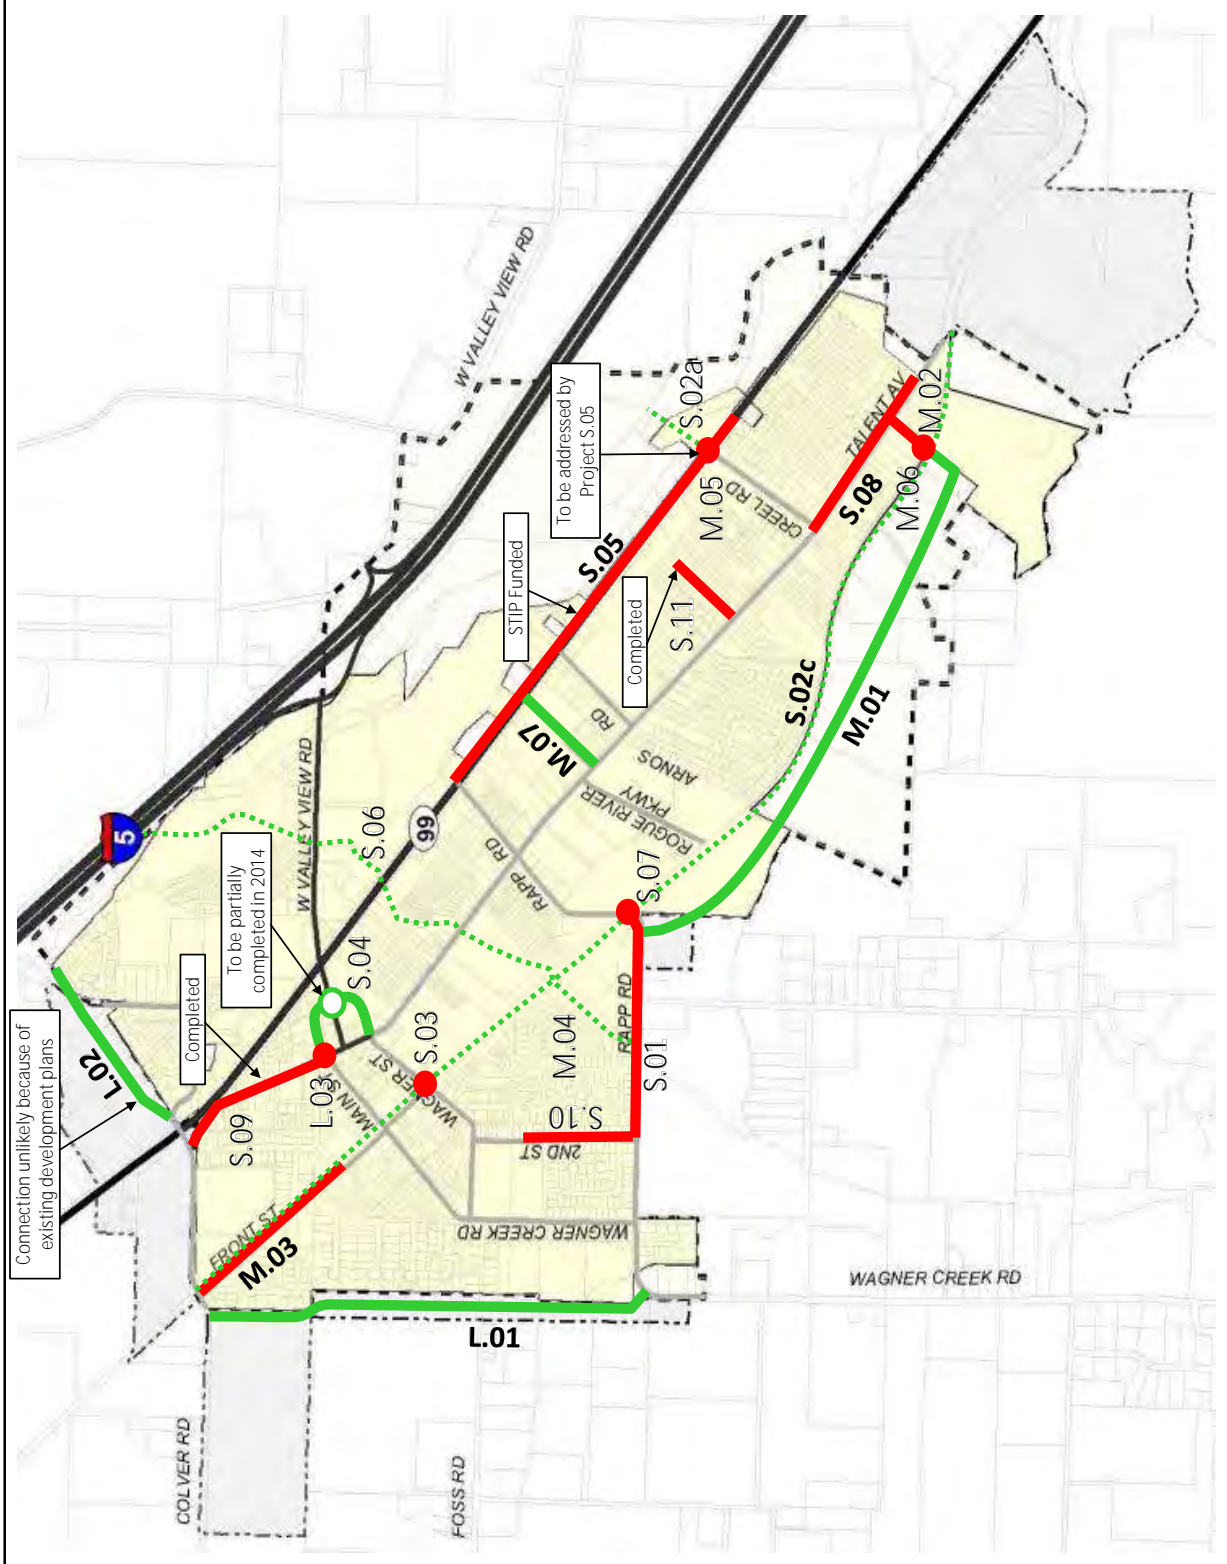 W VALLEY VIEW RD
To be addressed by
Project S.05
S.02a
TALENT AV
M.02
STIP Funded
S.05
M.05
CREEL RD
S.08
M.06
S.11
Completed
5
W VALLEY VIEW RD
99
M.07
RD
ARNOS
S.02c
M.01
ROGUE RIVER
PKWY
S.06
RAPP
RD
To be partially
completed in 2014
S.04
S.07
Completed
Connection unlikely because of
existing development plans
L.02
S.03
RAPP RD
M.04
S.01
L.03
MAIN ST
WAGNER ST
S.09
S.10
2ND ST
FRONT ST
M.03
WAGNER CREEK RD
WAGNER CREEK RD
L.01
COLVER RD
FOSS RD